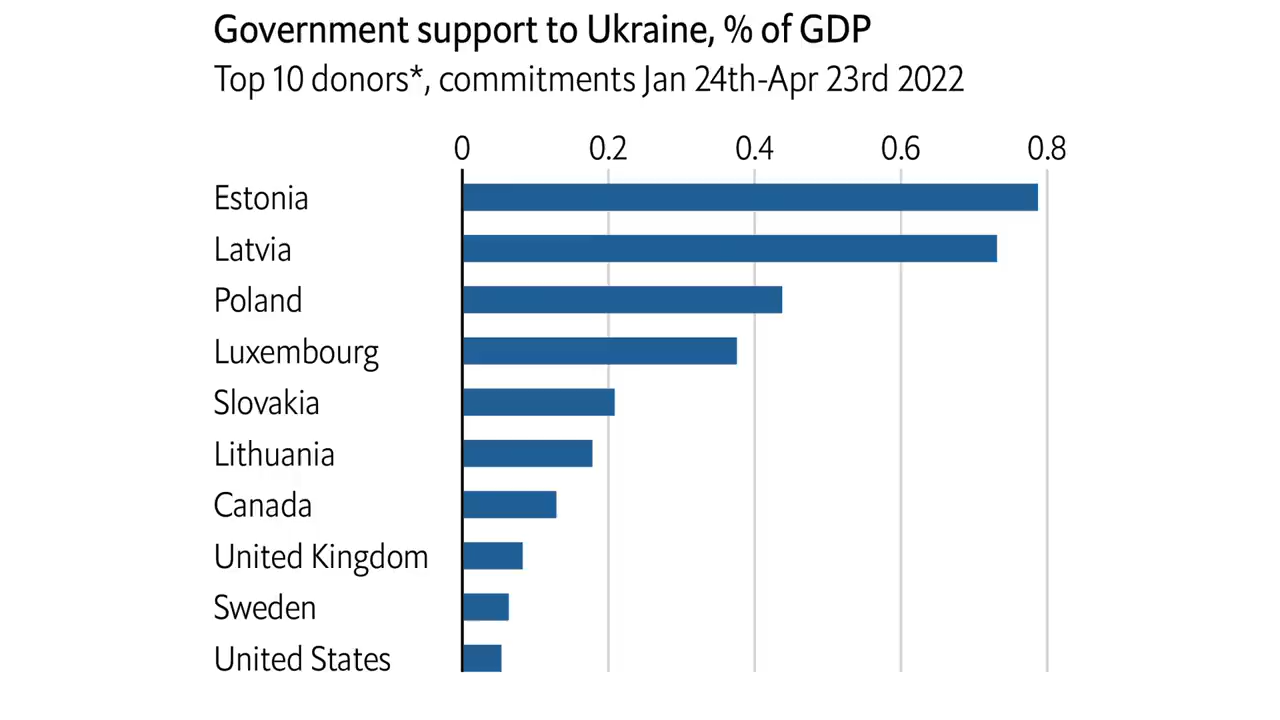 Government support to Ukraine, % of GDP
Top 10 donors*, commitments Jan 24th-Apr 23rd 2022
0 0.2 0.4 0.6 0.8
Estonia
Latvia
Poland
Luxembourg
Slovakia
Lithuania
Canada
United Kingdom
Sweden
United States